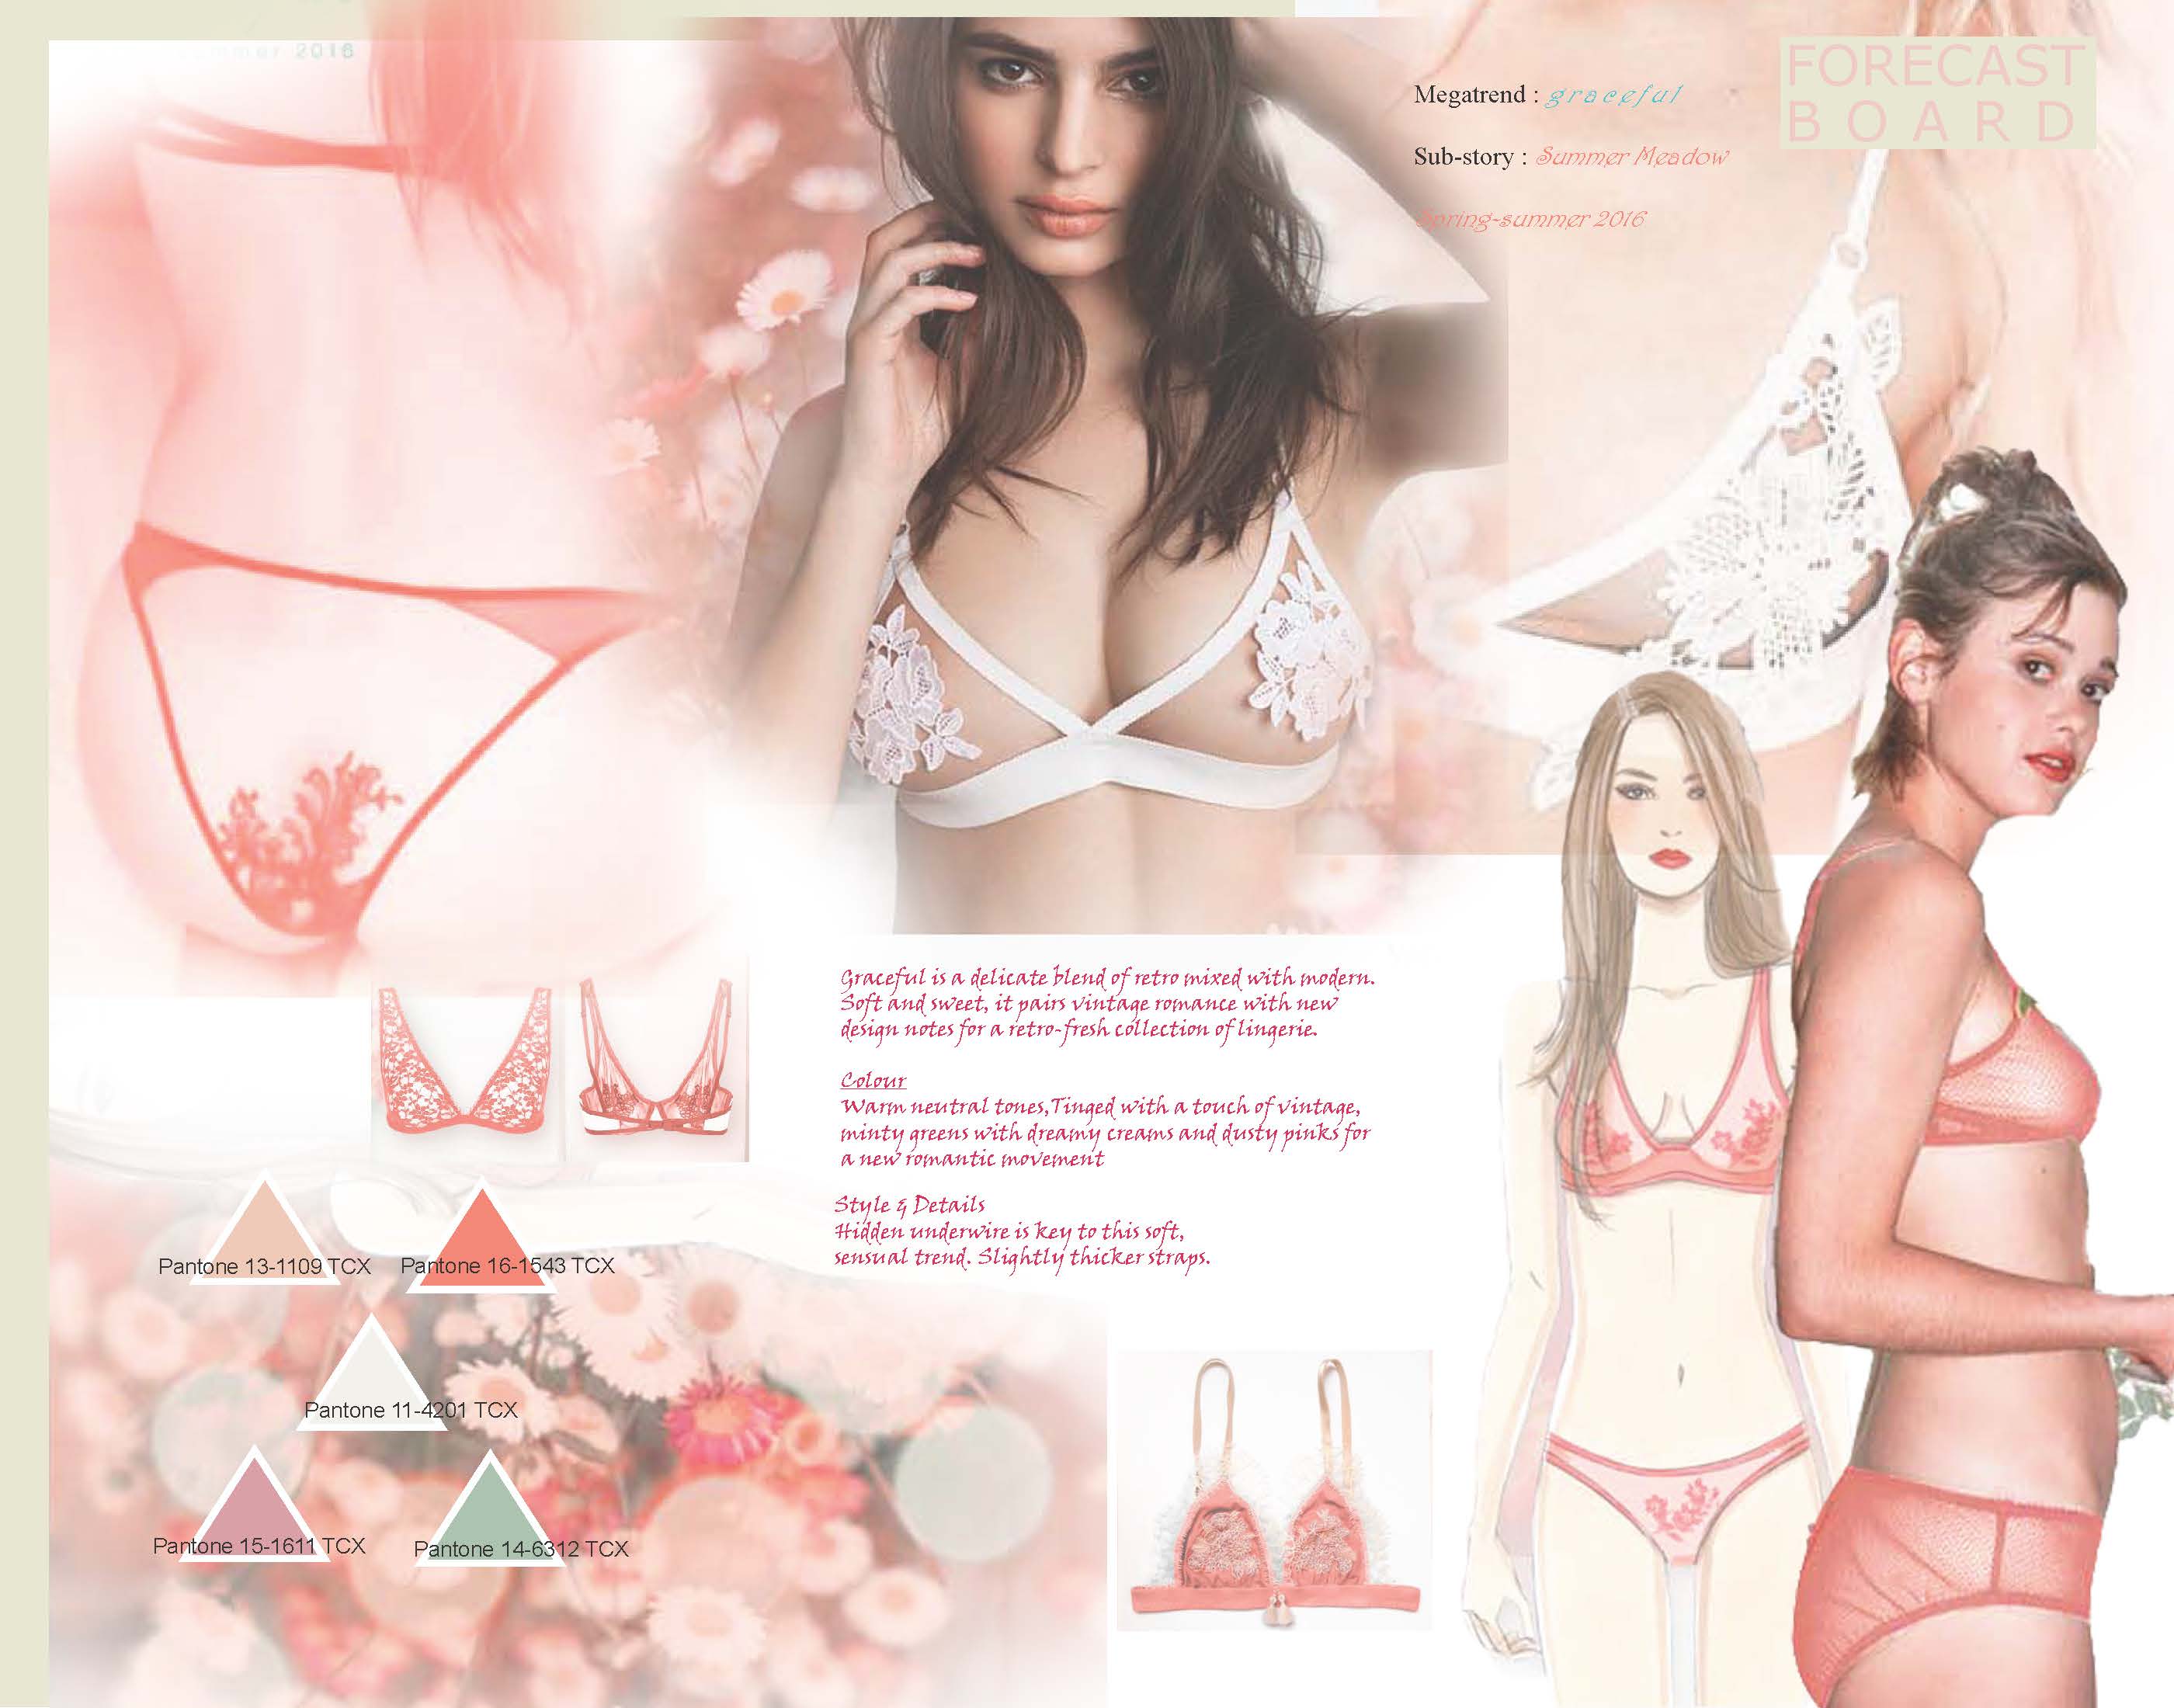 2016
FORECAST
BOARD
Megatrend : graceful
Sub-story : Summer Meadow
Spring-summer 2016
Graceful is a delicate blend of retro mixed with modern.
Soft and sweet, it pairs vintage romance with new
design notes for a retro-fresh collection of lingerie.
Colour
Warm neutral tones,Tinged with a touch of vintage,
minty greens with dreamy creams and dusty pinks for
a new romantic movement
Style & Details
Hidden underwire is key to this soft,
sensual trend. Slightly thicker straps.
Pantone 13-1109 TCX
Pantone 16-1543 TCX
Pantone 11-4201 TCX
Pantone 15-1611 TCX
Pantone 14-6312 TCX